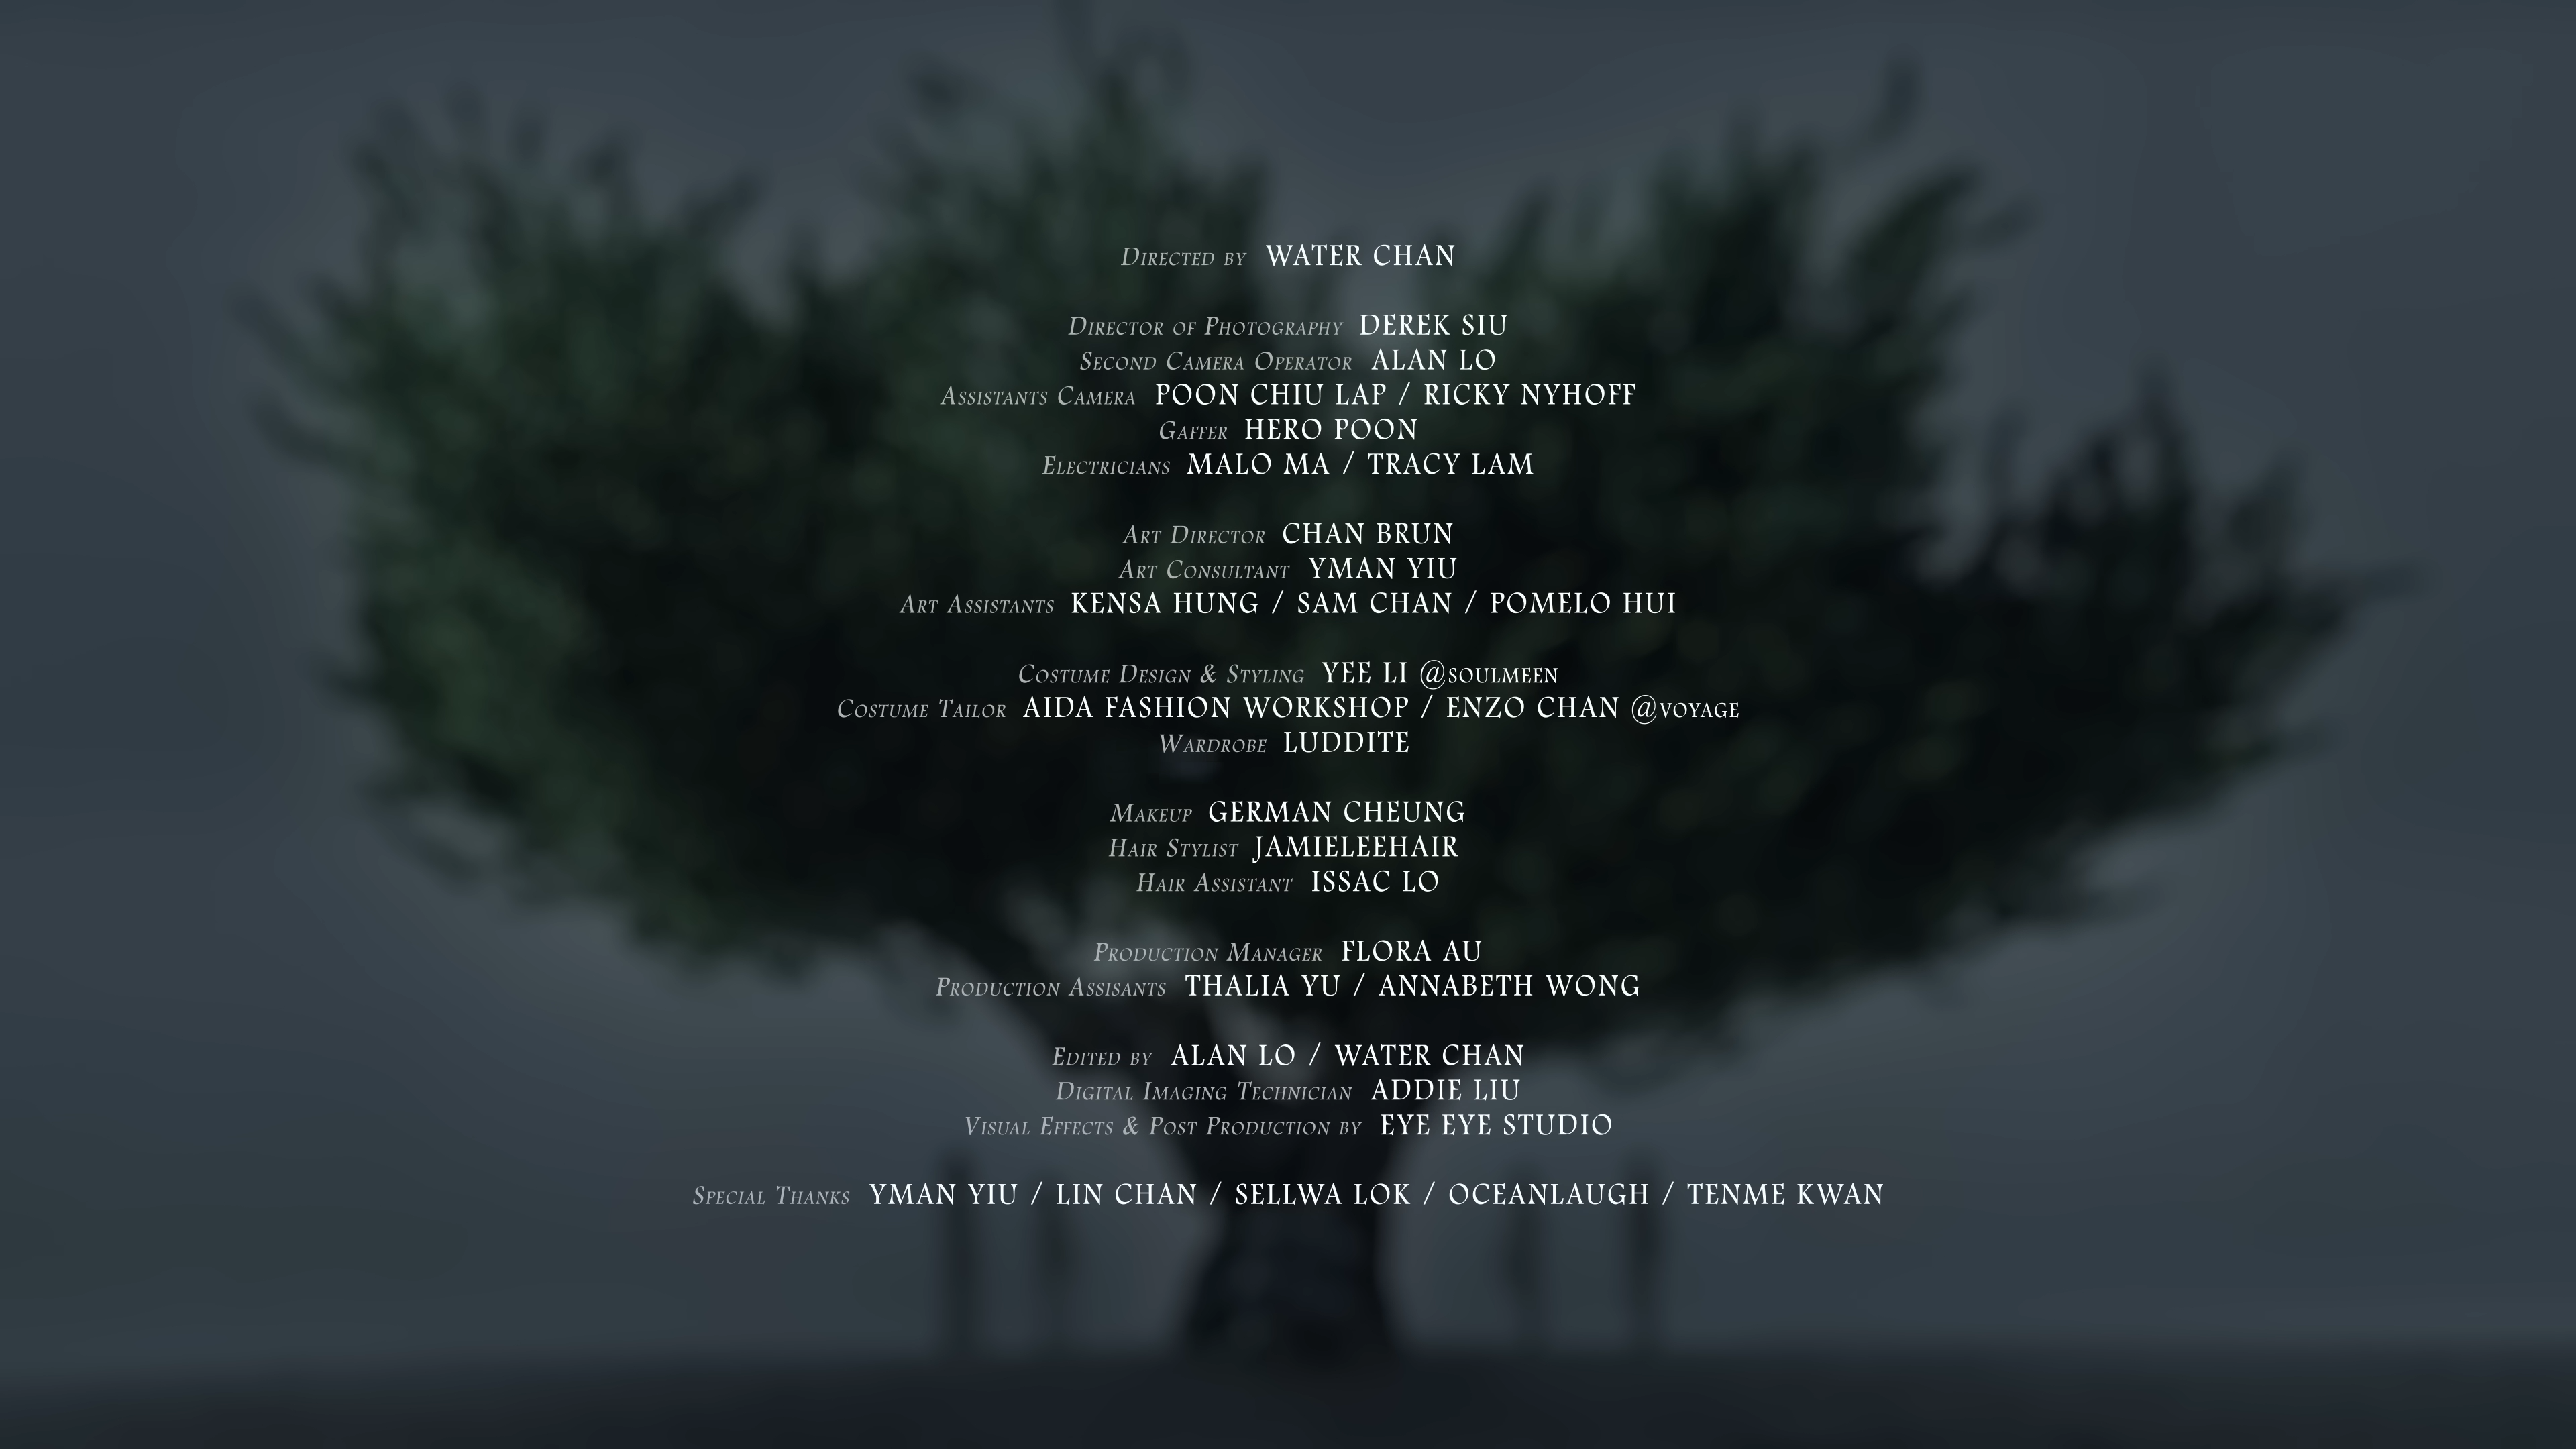 Directed by WATER CHAN
Director of Photography DEREK SIU
Second Camera Operator ALAN LO
Assistants Camera POON CHIU LAP / RICKY NYHOFF
Gaffer HERO POON
Electricians MALO MA / TRACY LAM
Art Director CHAN BRUN
Art Consultant YMAN YIU
Art Assistants KENSA HUNG / SAM CHAN / POMELO HUI
Costume Design & Styling YEE LI @SOULMEEN
Costume Tailor AIDA FASHION WORKSHOP / ENZO CHAN @VOYAGE
Wardrobe LUDDITE
Makeup GERMAN CHEUNG
Hair Stylist JAMIELEEHAIR
Hair Assistant ISSAC LO
Production Manager FLORA AU
Production Assisants THALIA YU / ANNABETH WONG
Edited by ALAN LO / WATER CHAN
Digital Imaging Technician ADDIE LIU
Visual Effects & Post Production by EYE EYE STUDIO
Special Thanks YMAN YIU / LIN CHAN / SELLWA LOK / OCEANLAUGH / TENME KWAN